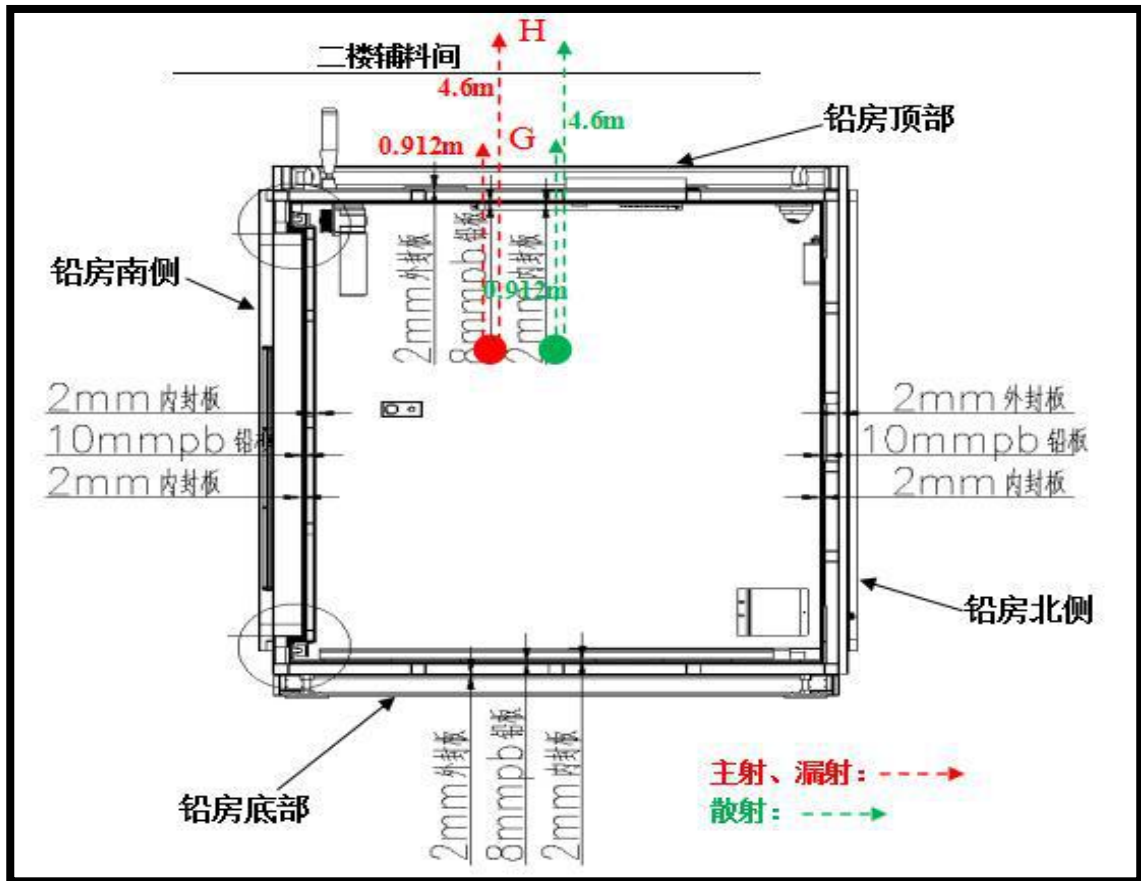 H
二楼辅料间
4.6m
4.6m
铅房顶部
0.912m
G
铅房南侧
2mm外封板
8mmpb铅板
2mm内封板
0.912m
2mm内封板
10mmpb铅板
2mm内封板
2mm外封板
10mmpb铅板
2mm内封板
铅房北侧
2mm外封板
8mmpb铅板
2mm内封板
铅房底部
主射、漏射：
散射：